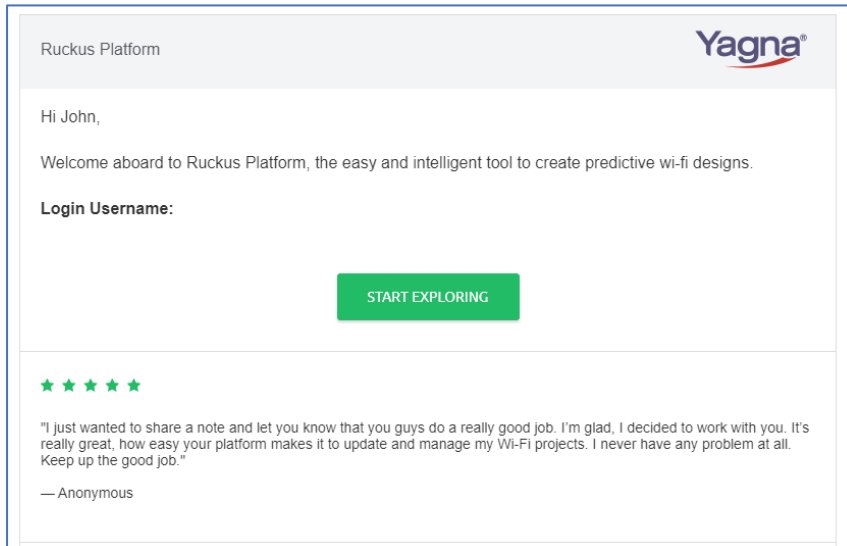 Ruckus Platform
Yagna®
Hi John,
Welcome aboard to Ruckus Platform, the easy and intelligent tool to create predictive wi-fi designs.
Login Username:
START EXPLORING
"I just wanted to share a note and let you know that you guys do a really good job. I'm glad, I decided to work with you. It's
really great, how easy your platform makes it to update and manage my Wi-Fi projects. I never have any problem at all.
Keep up the good job."
— Anonymous